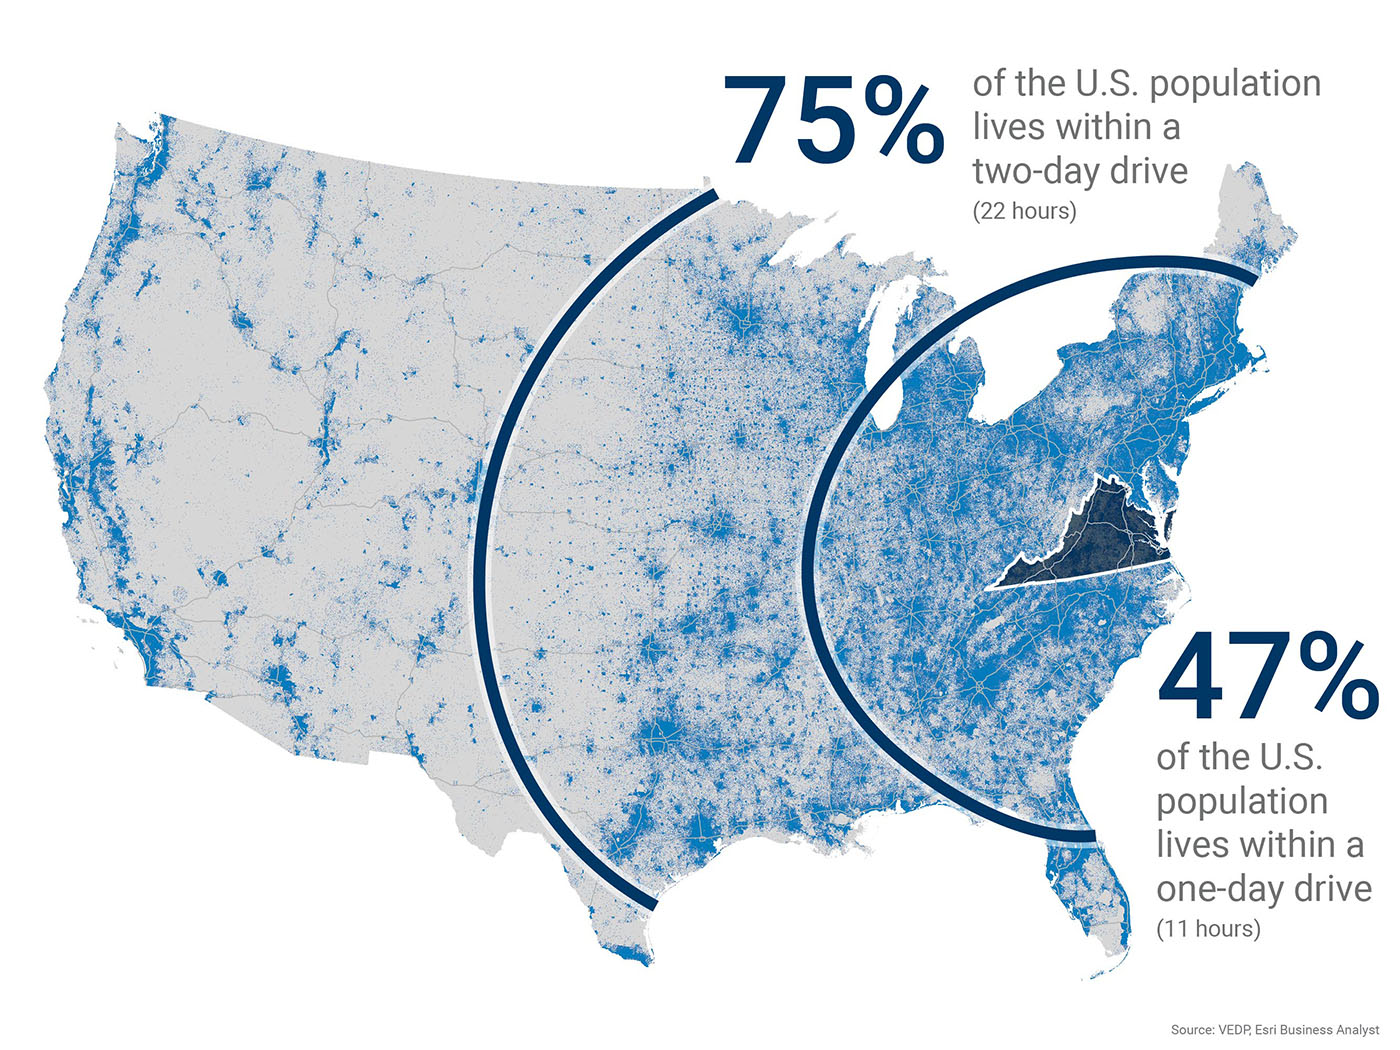 75%
of the U.S. population
lives within a
two-day drive
(22 hours)
47%
of the U.S.
population
lives within a
one-day drive
(11 hours)
Source: VEDP, Esri Business Analyst